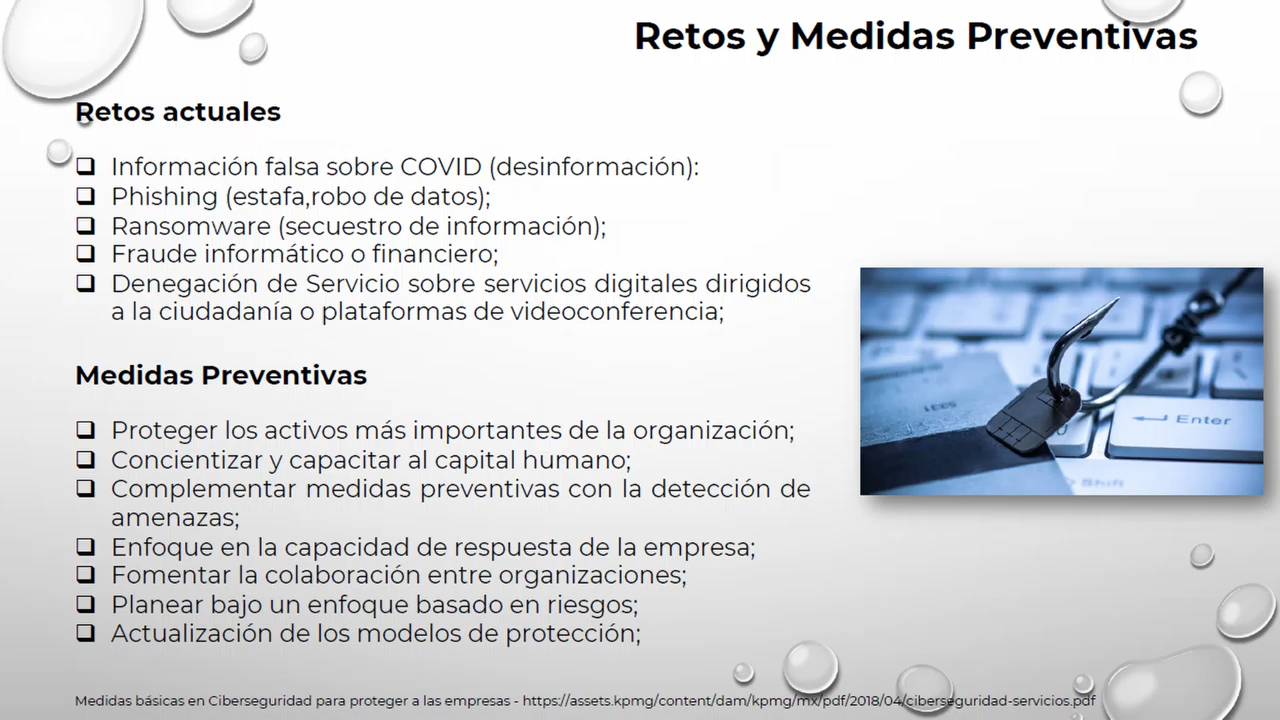 Retos y Medidas Preventivas
Retos actuales
Información falsa sobre COVID (desinformación):
Phishing (estafa,robo de datos);
Ransomware (secuestro de información);
Fraude informático o financiero;
Denegación de Servicio sobre servicios digitales dirigidos
a la ciudadanía o plataformas de videoconferencia;
Medidas Preventivas
Proteger los activos más importantes de la organización;
Concientizar y capacitar al capital humano;
Complementar medidas preventivas con la detección de
amenazas;
Enfoque en la capacidad de respuesta de la empresa;
Fomentar la colaboración entre organizaciones;
Planear bajo un enfoque basado en riesgos;
Actualización de los modelos de protección;
Enter
Shift
Medidas básicas en Ciberseguridad para proteger a las empresas - https://assets.kpmg/content/dam/kpmg/mx/pdf/2018/04/ciberseguridad-servicios.pdf